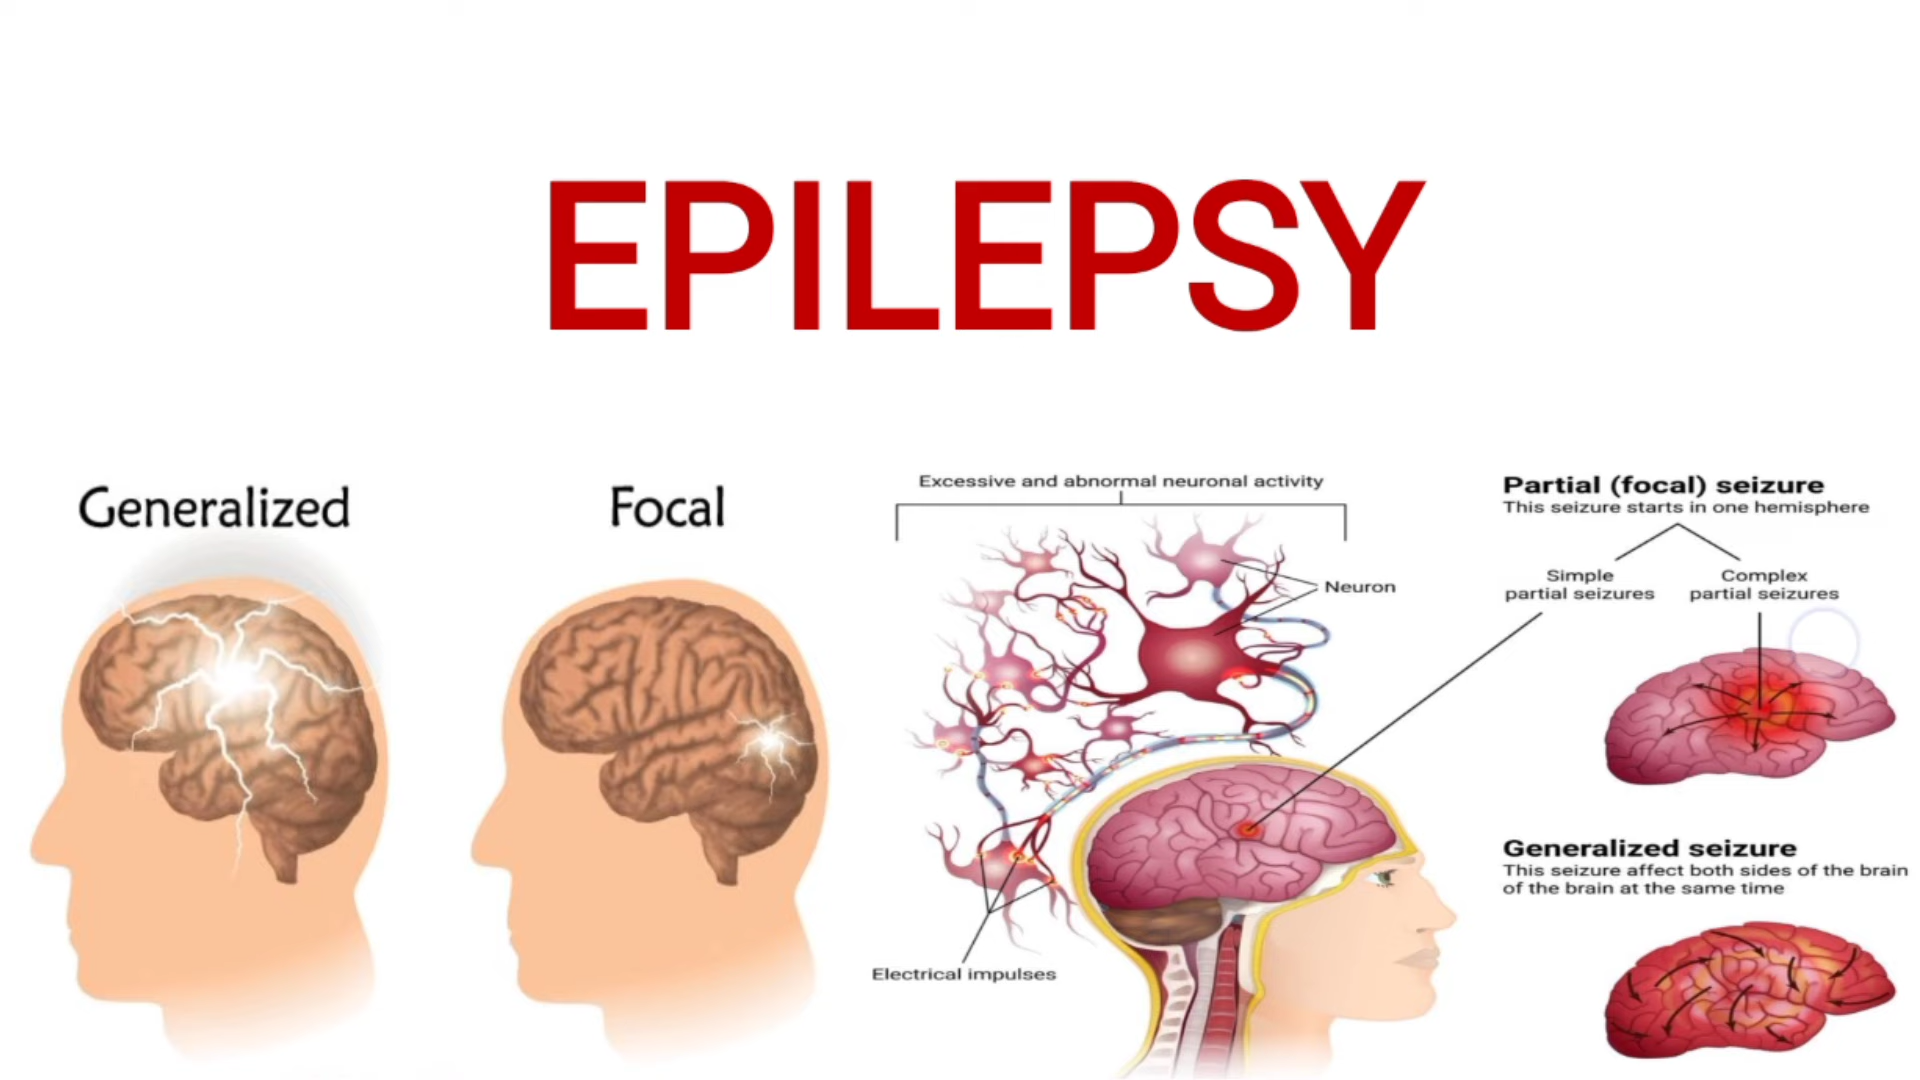 EPILEPSY
Generalized
Focal
Excessive and abnormal neuronal activity
Neuron
Electrical impulses
Partial (focal) seizure
This seizure starts in one hemisphere
Simple
partial seizures
Complex
partial seizures
Generalized seizure
This seizure affect both sides of the brain
of the brain at the same time